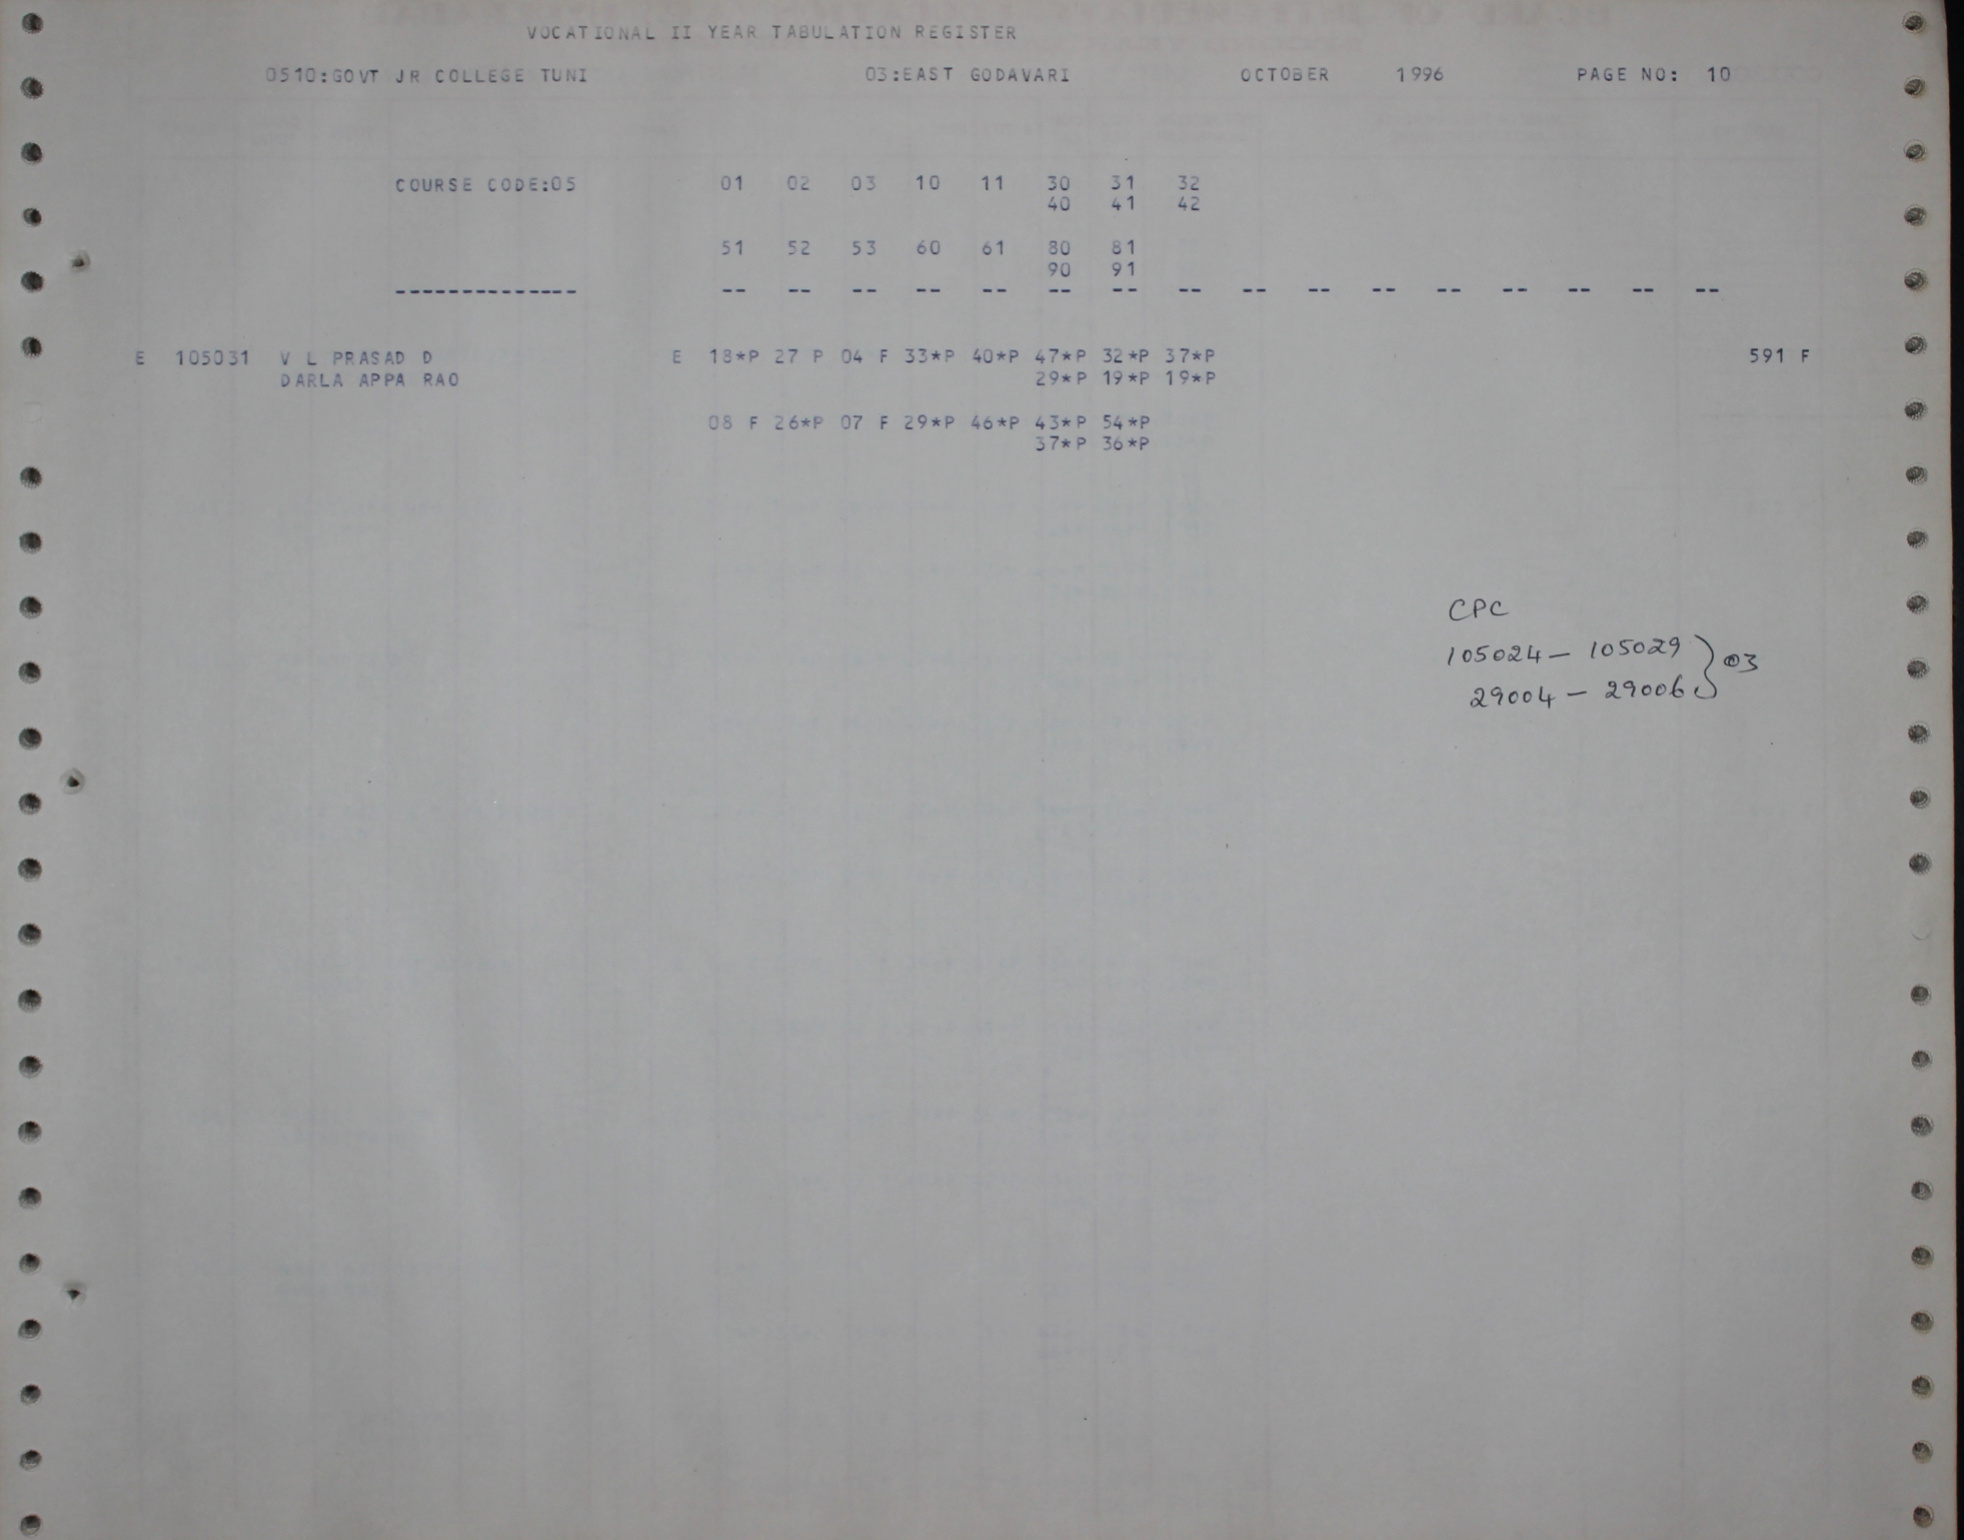 VOCATIONAL II YEAR TABULATION REGISTER
0510:GOVT JR COLLEGE TUNI 03:EAST GODAVARI OCTOBER 1996 PAGE NO: 10
COURSE CODE:05 01 02 03 10 11 30 31 32
40 41 42
51 52 53 60 61 80 81
90 91
-------------- -- -- -- -- -- -- -- -- -- -- -- -- -- -- -- --
E 105031 V L PRASAD D E 18*P 27 P 04 F 33*P 40*P 47*P 32*P 37*P 591 F
DARLA APPA RAO 29*P 19*P 19*P
08 F 26*P 07 F 29*P 46*P 43*P 54*P
37*P 36*P
CPC
105024 - 105029 } 03
29004 - 29006